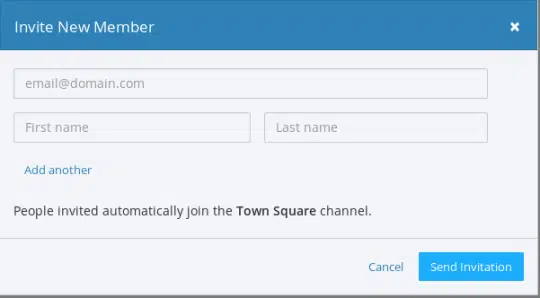 Invite New Member ×
email@domain.com
First name Last name
Add another
People invited automatically join the Town Square channel.
Cancel Send Invitation